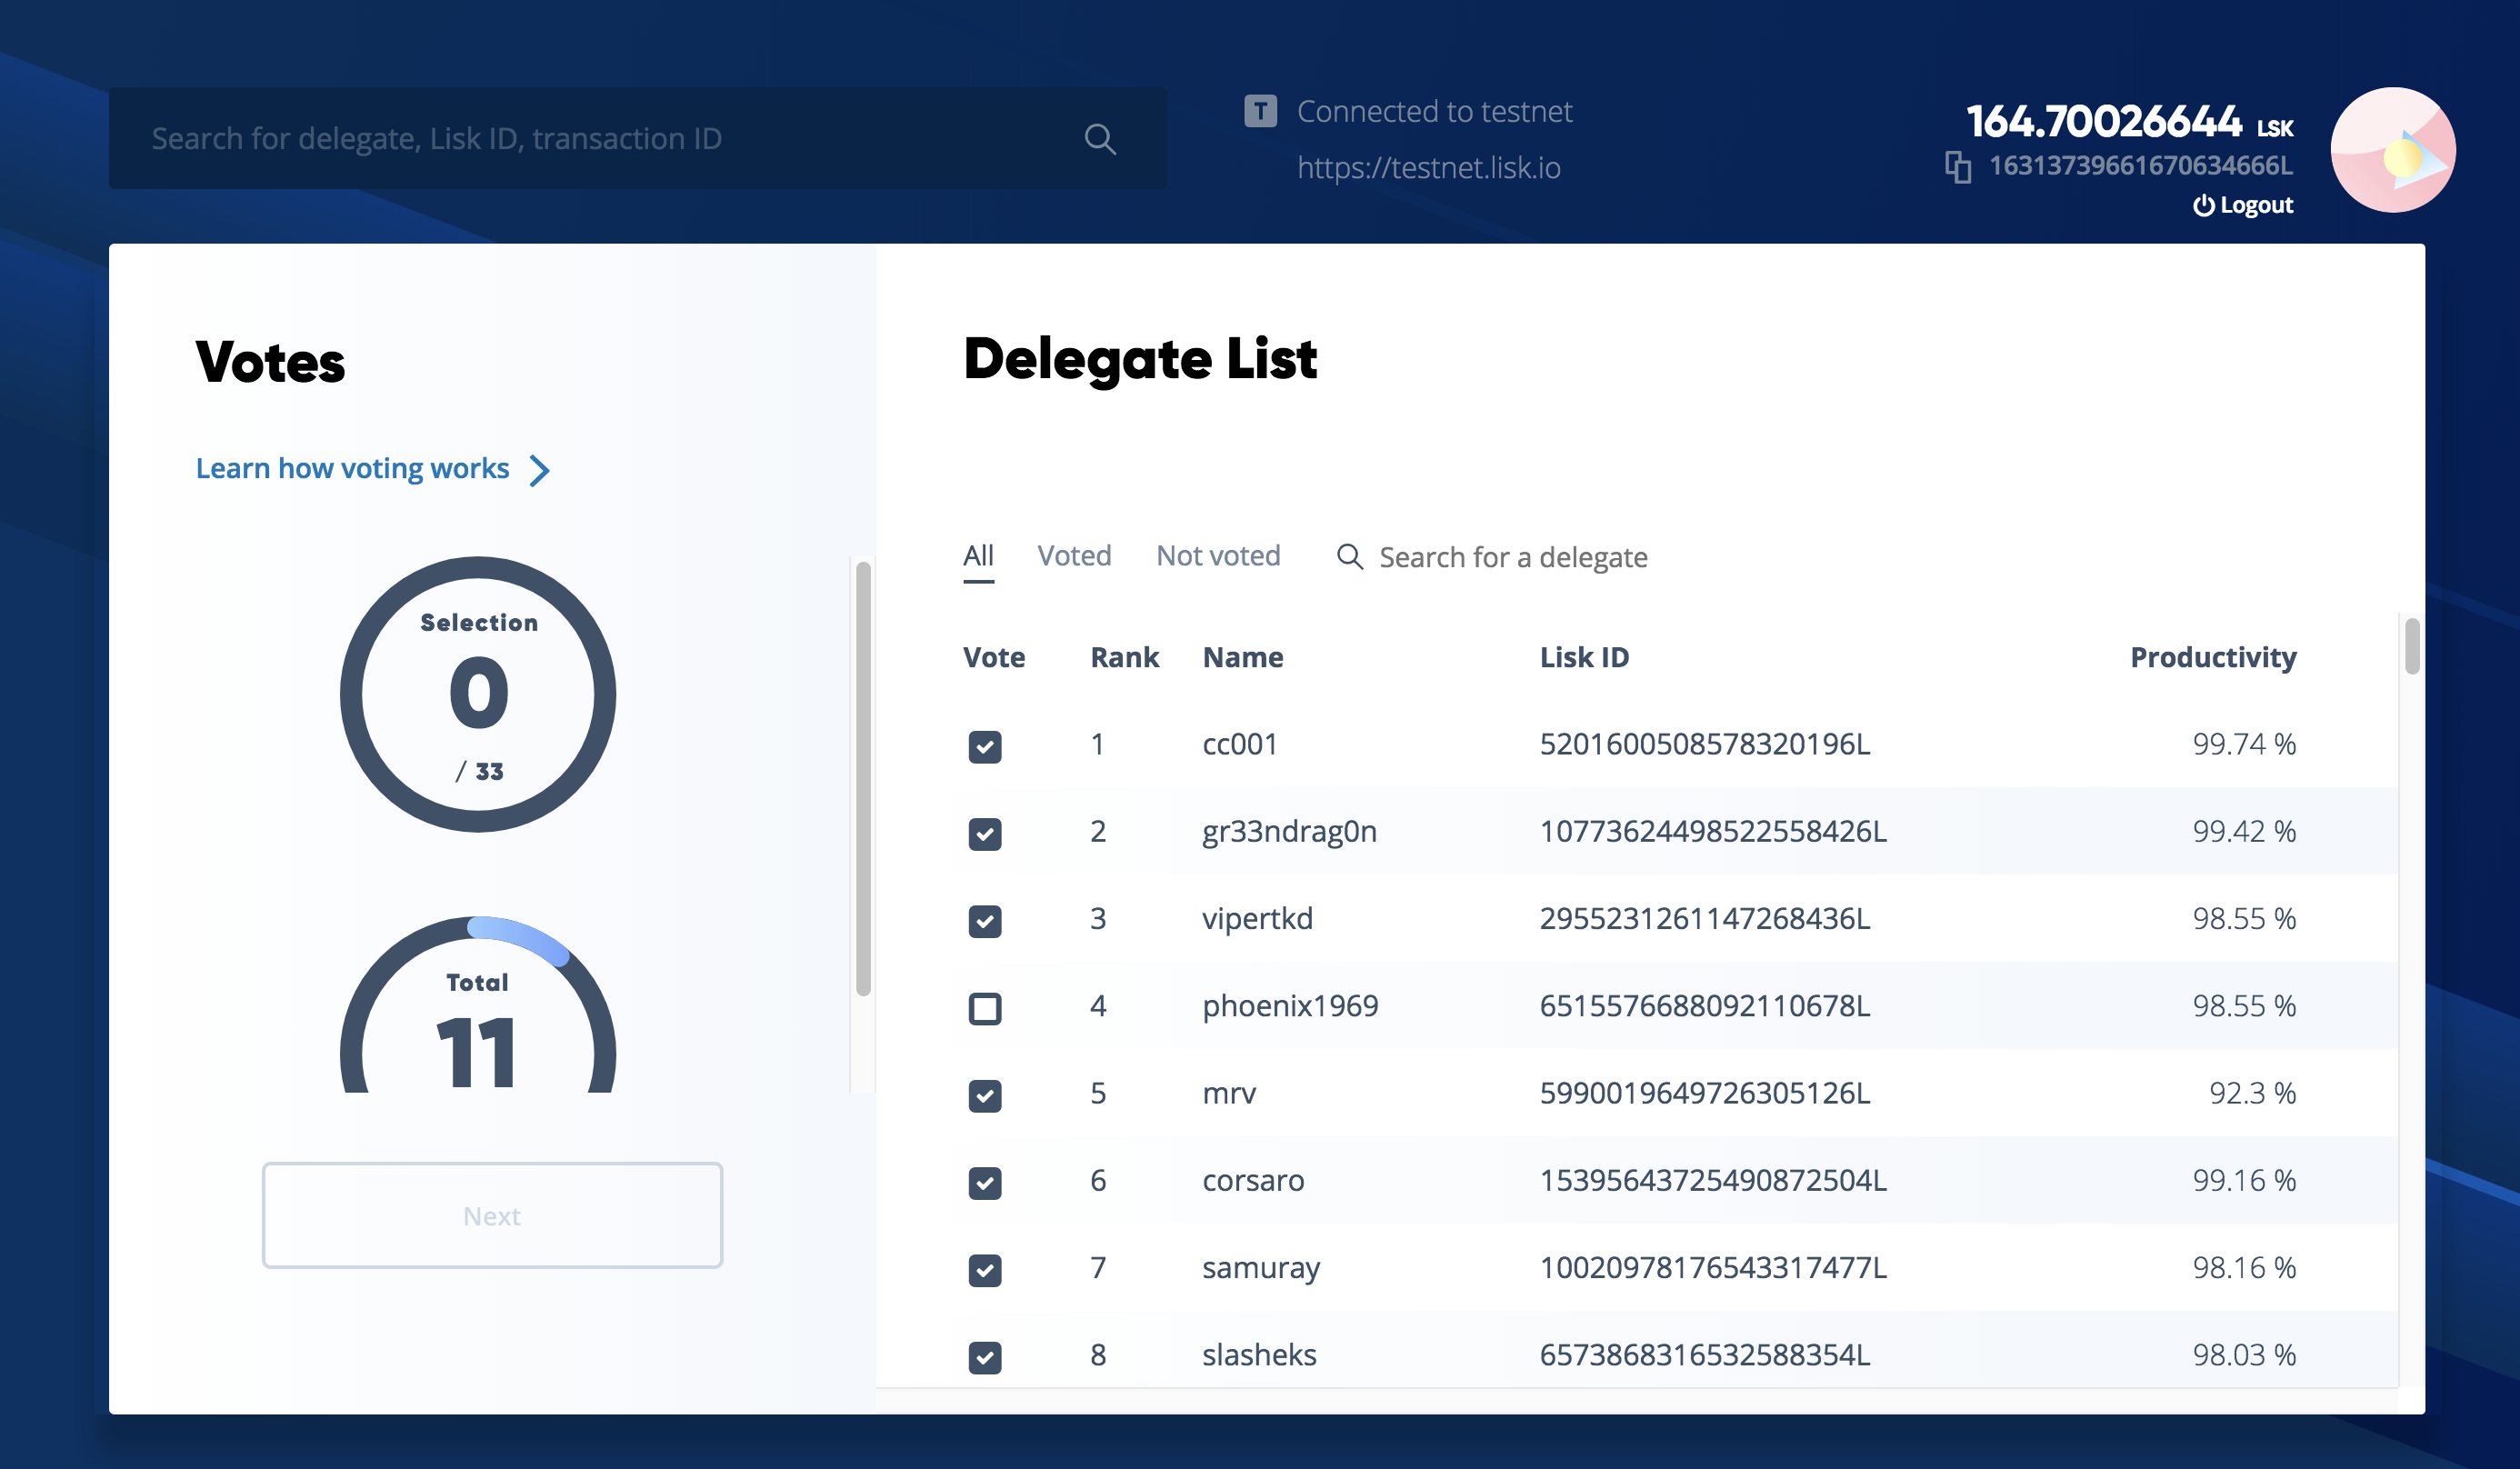 Search for delegate, Lisk ID, transaction ID
T Connected to testnet
https://testnet.lisk.io
164.70026644 LSK
16313739661670634666L
Logout
Votes
Learn how voting works
Selection
0
/ 33
Total
11
Next
Delegate List
All Voted Not voted Search for a delegate
Vote Rank Name Lisk ID Productivity
1 cc001 5201600508578320196L 99.74 %
2 gr33ndrag0n 10773624498522558426L 99.42 %
3 vipertkd 2955231261147268436L 98.55 %
4 phoenix1969 6515576688092110678L 98.55 %
5 mrv 5990019649726305126L 92.3 %
6 corsaro 15395643725490872504L 99.16 %
7 samuray 10020978176543317477L 98.16 %
8 slasheks 6573868316532588354L 98.03 %